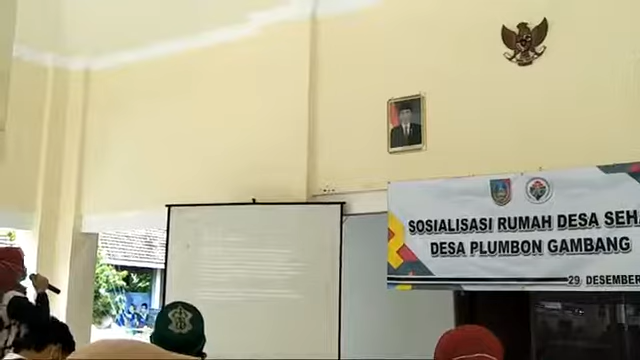 SOSIALISASI RUMAH DESA SEHA
DESA PLUMBON GAMBANG
29 DESEMBER